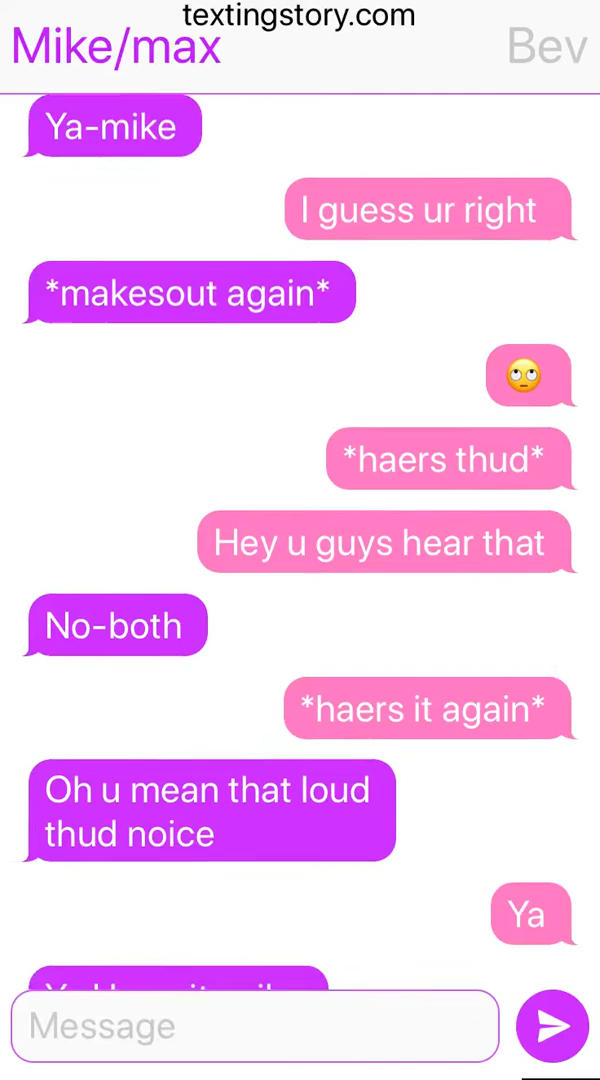 textingstory.com
Mike/max
Bev
Ya-mike
I guess ur right
*makesout again*
🙄
*haers thud*
Hey u guys hear that
No-both
*haers it again*
Oh u mean that loud
thud noice
Ya
Message